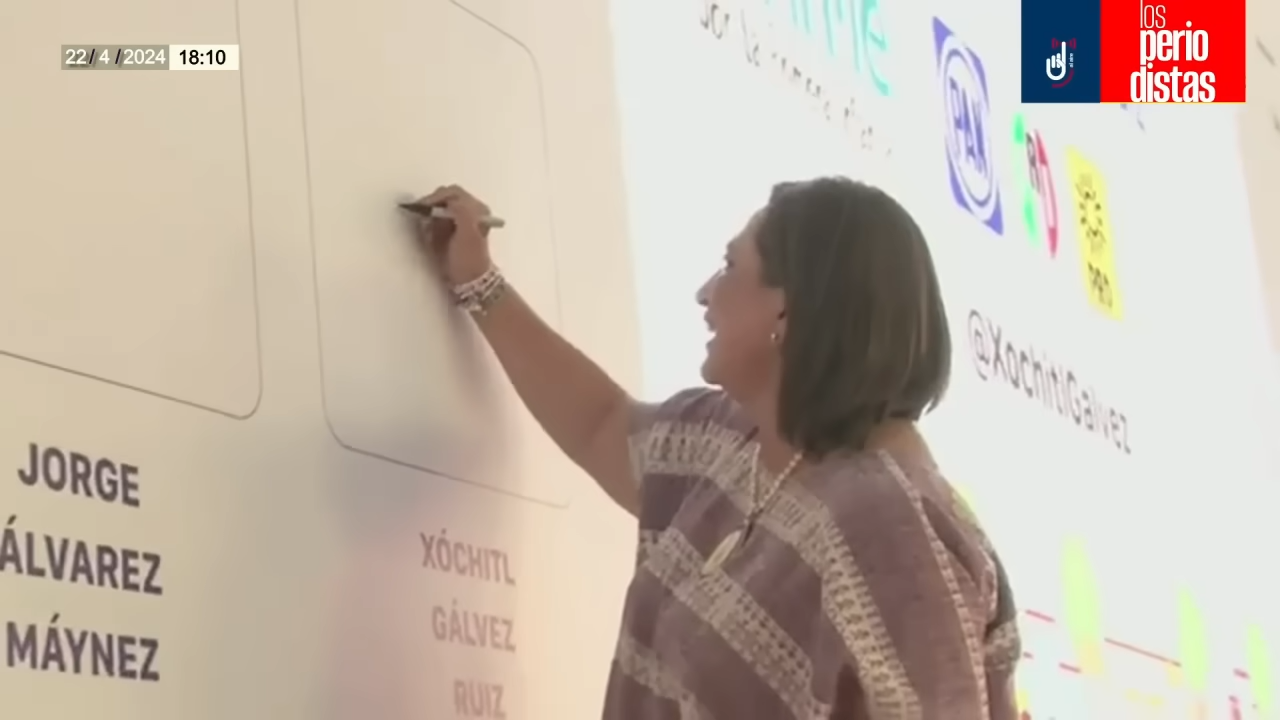 22/4/2024 18:10
los
perio
distas
PAN
PRD
@XochitlGalvez
JORGE
ÁLVAREZ
MÁYNEZ
XÓCHITL
GÁLVEZ
RUIZ